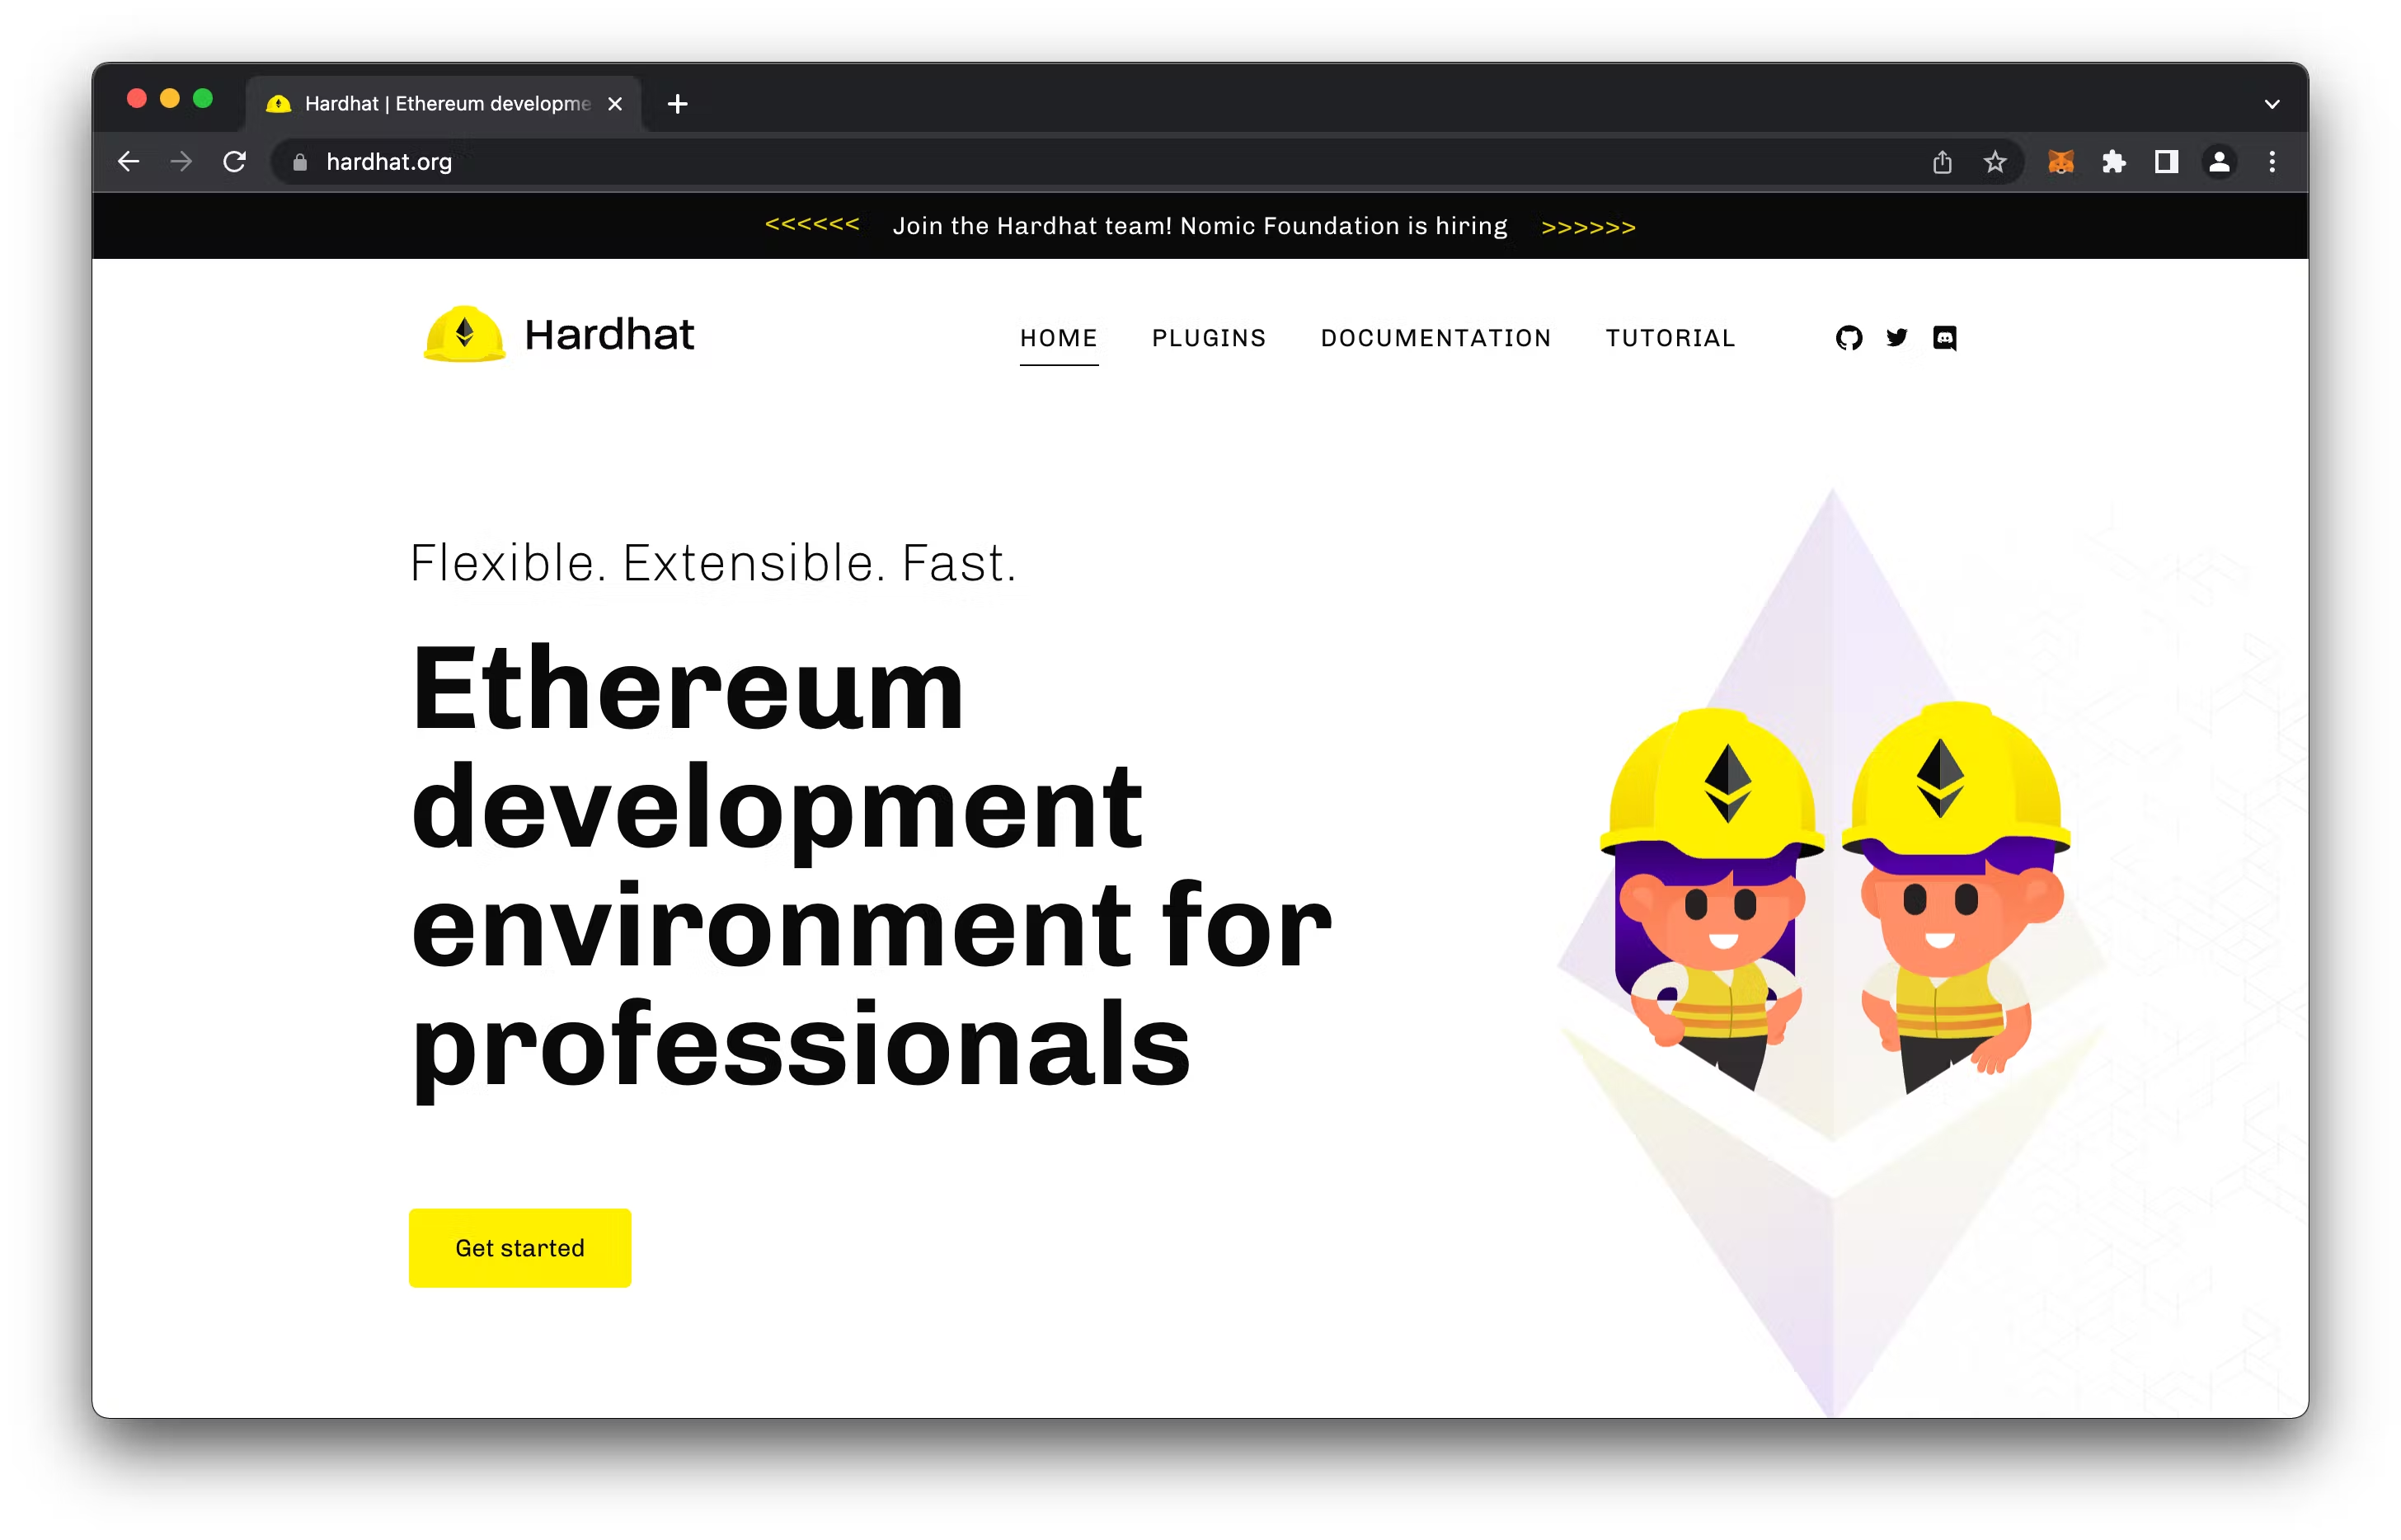 Hardhat | Ethereum developme
hardhat.org
<<<<<< Join the Hardhat team! Nomic Foundation is hiring >>>>>>
Hardhat
HOME PLUGINS DOCUMENTATION TUTORIAL
Flexible. Extensible. Fast.
Ethereum
development
environment for
professionals
Get started